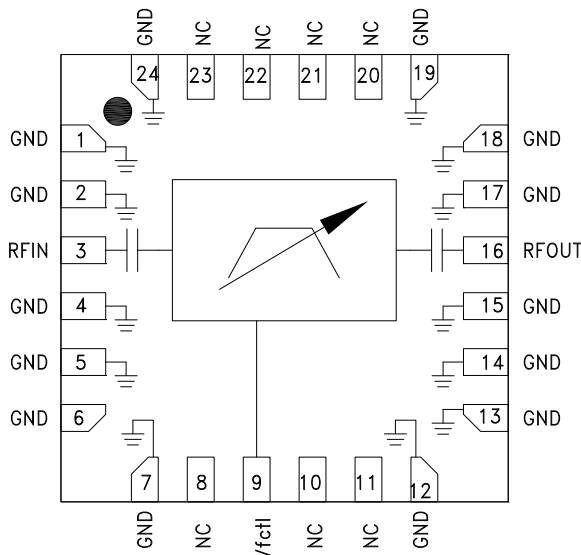 GND NC NC NC NC GND
24 23 22 21 20 19
GND 1 18 GND
GND 2 17 GND
RFIN 3 16 RFOUT
GND 4 15 GND
GND 5 14 GND
GND 6 13 GND
7 8 9 10 11 12
GND NC Vfctl NC NC GND